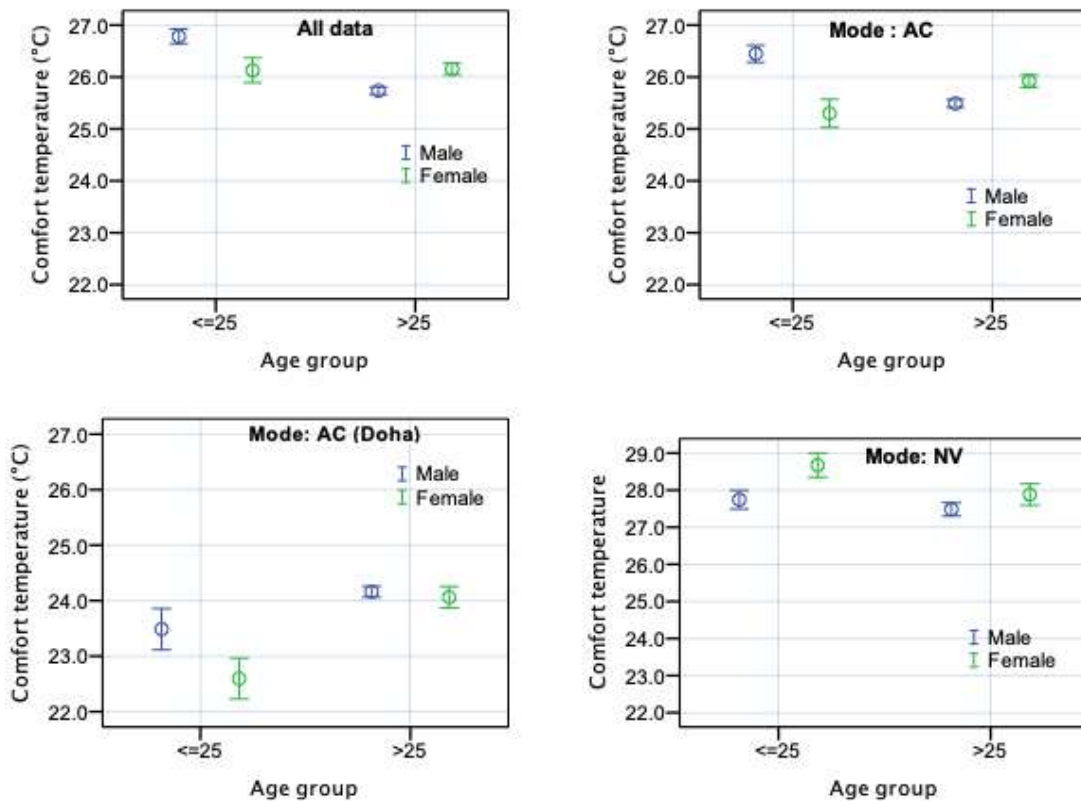 All data
Comfort temperature (°C)
27.0
26.0
25.0
24.0
23.0
22.0
Male
Female
<=25
>25
Age group
Mode : AC
Comfort temperature (°C)
27.0
26.0
25.0
24.0
23.0
22.0
Male
Female
<=25
>25
Age group
Mode: AC (Doha)
Comfort temperature (°C)
27.0
26.0
25.0
24.0
23.0
22.0
Male
Female
<=25
>25
Age group
Mode: NV
Comfort temperature
29.0
28.0
27.0
26.0
25.0
24.0
23.0
22.0
Male
Female
<=25
>25
Age group